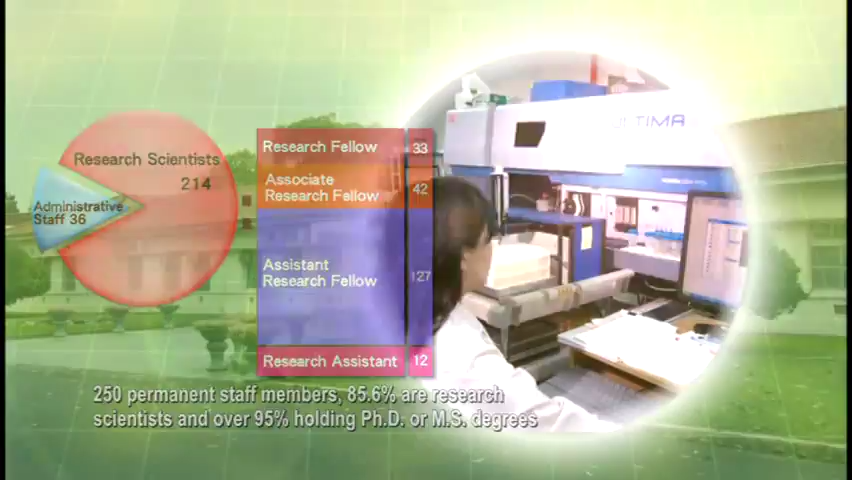 Research Scientists
214
Administrative
Staff 36
Research Fellow 33
Associate
Research Fellow 42
Assistant
Research Fellow 127
Research Assistant 12
ULTIMA
250 permanent staff members, 85.6% are research
scientists and over 95% holding Ph.D. or M.S. degrees